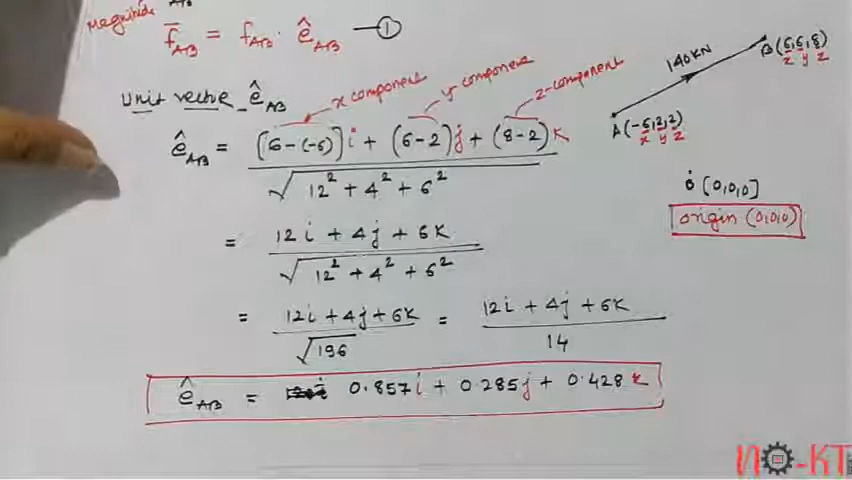 Magnitude
f̄AB = fAB · êAB —①
Unit vector êAB
x component
y component
z-component
êAB = (6-(-6))i + (6-2)j + (8-2)k
√12² + 4² + 6²
= 12i + 4j + 6k
√12² + 4² + 6²
= 12i + 4j + 6k = 12i + 4j + 6k
√196 14
êAB = 0.857i + 0.285j + 0.428k
140KN
B(6,6,8)
x y z
A(-6,2,2)
x y z
o [0,0,0]
origin (0,0,0)
NO-KT